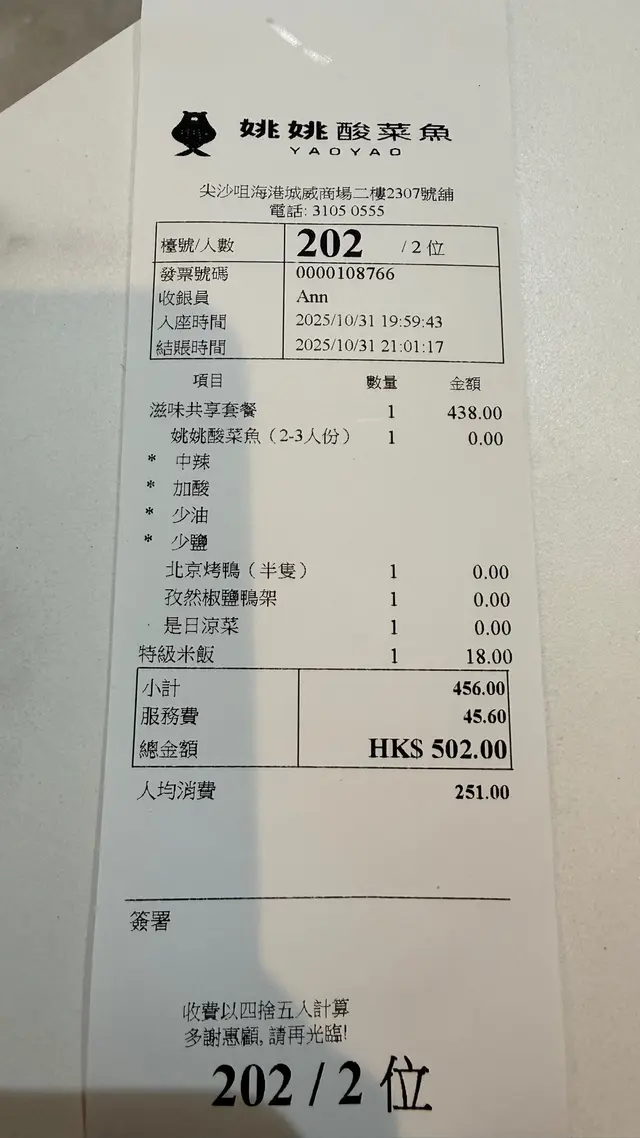 姚姚酸菜魚
YAOYAO
尖沙咀海港城威商場二樓2307號舖
電話: 3105 0555
檯號/人數 202 / 2 位
發票號碼 0000108766
收銀員 Ann
入座時間 2025/10/31 19:59:43
結賬時間 2025/10/31 21:01:17
項目 數量 金額
滋味共享套餐 1 438.00
姚姚酸菜魚（2-3人份） 1 0.00
* 中辣
* 加酸
* 少油
* 少鹽
北京烤鴨（半隻） 1 0.00
孜然椒鹽鴨架 1 0.00
是日涼菜 1 0.00
特級米飯 1 18.00
小計 456.00
服務費 45.60
總金額 HK$ 502.00
人均消費 251.00
簽署
收費以四捨五入計算
多謝惠顧, 請再光臨!
202 / 2 位